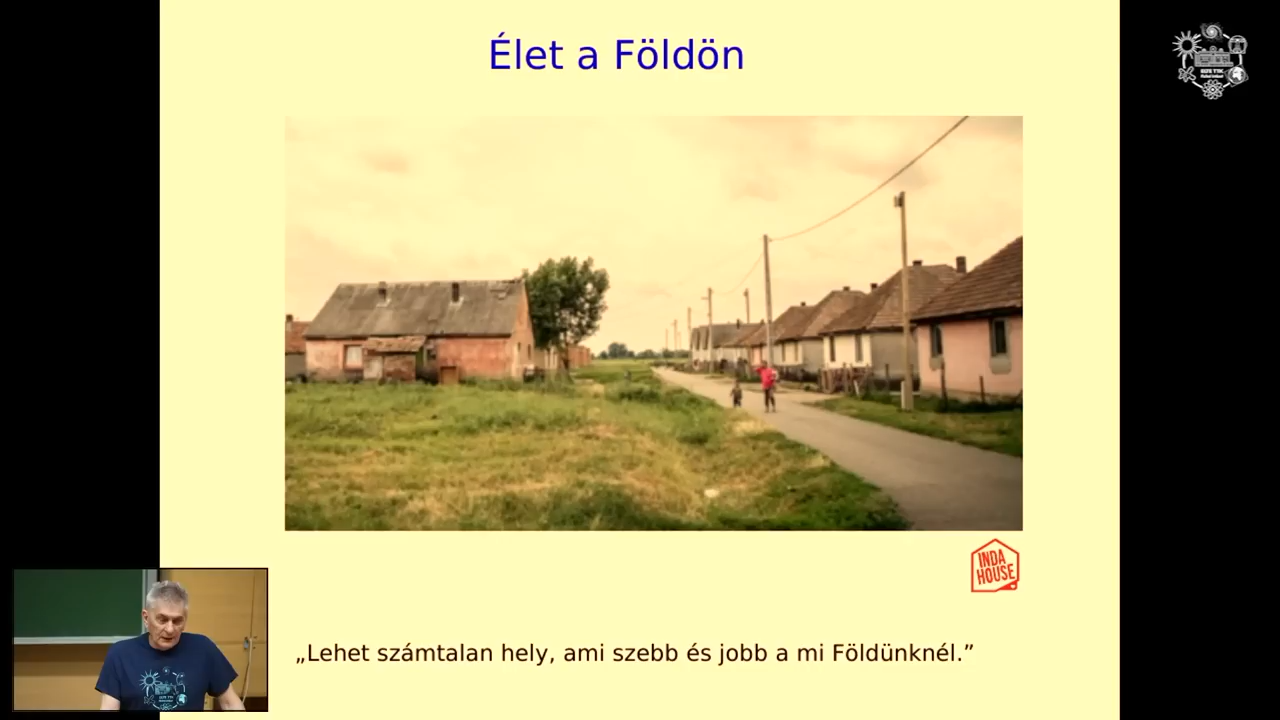 Élet a Földön
INDA
HOUSE
„Lehet számtalan hely, ami szebb és jobb a mi Földünknél.”